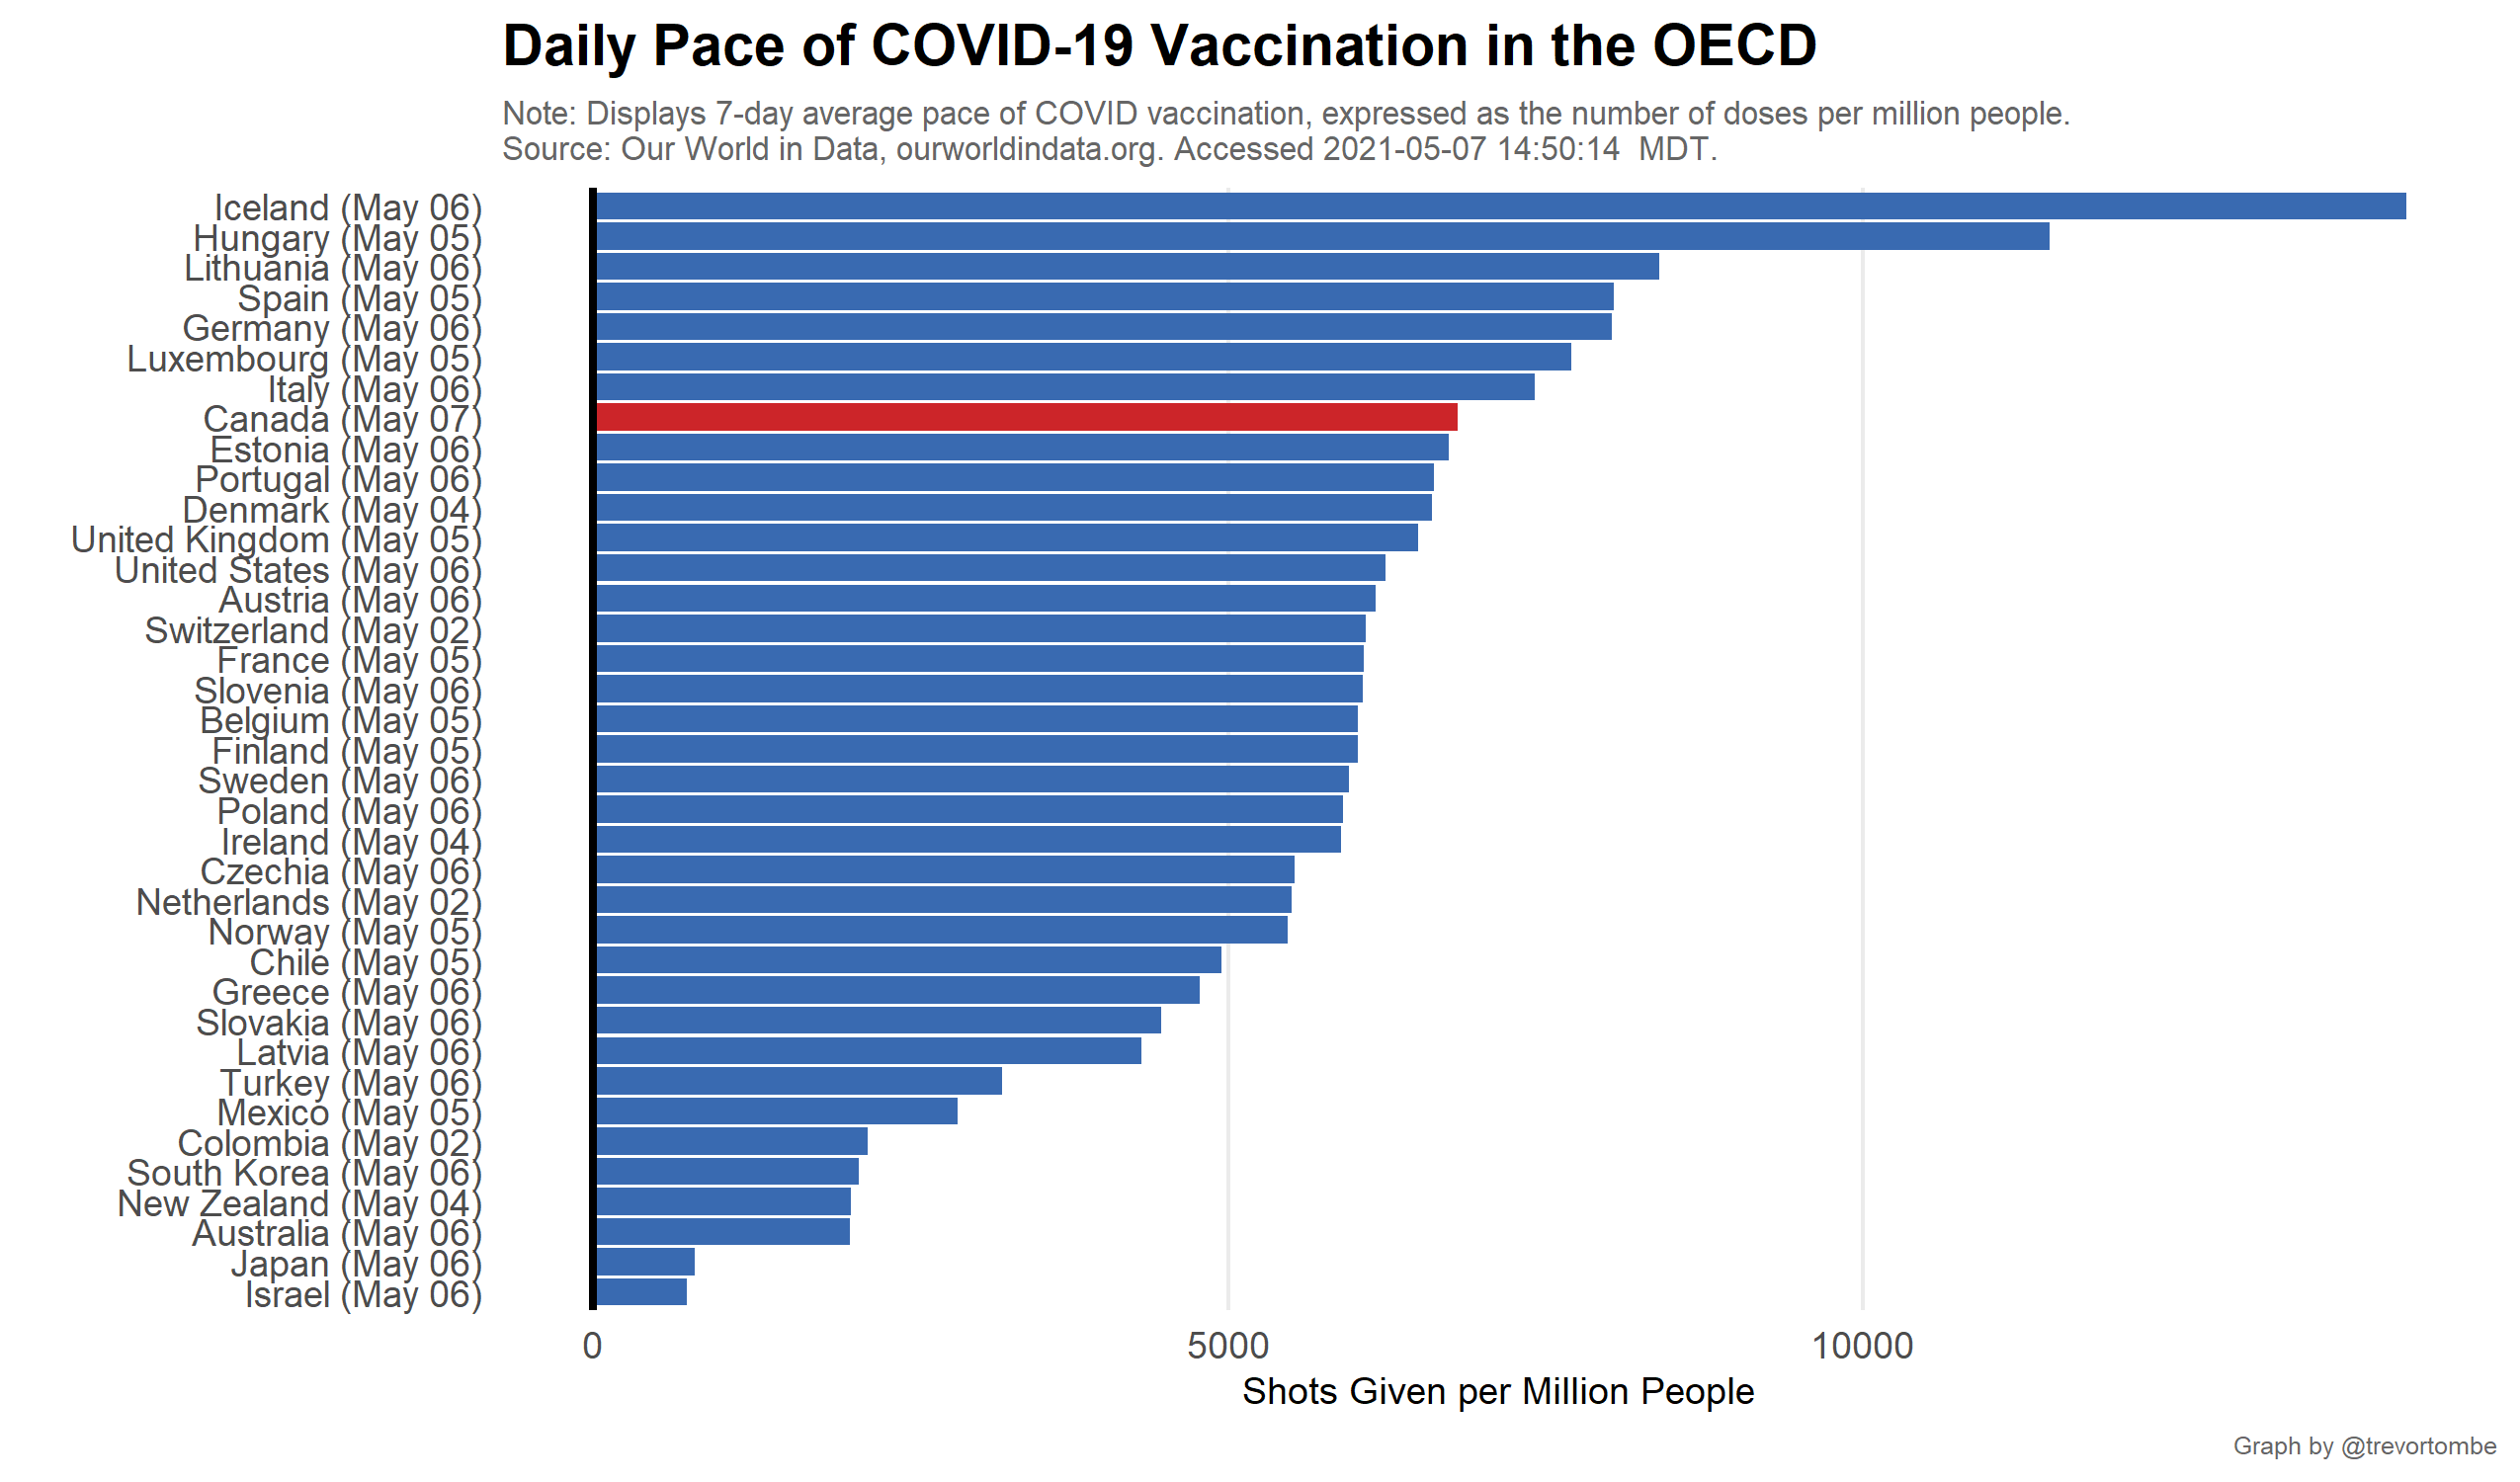 Daily Pace of COVID-19 Vaccination in the OECD
Note: Displays 7-day average pace of COVID vaccination, expressed as the number of doses per million people.
Source: Our World in Data, ourworldindata.org. Accessed 2021-05-07 14:50:14  MDT.
Iceland (May 06)
Hungary (May 05)
Lithuania (May 06)
Spain (May 05)
Germany (May 06)
Luxembourg (May 05)
Italy (May 06)
Canada (May 07)
Estonia (May 06)
Portugal (May 06)
Denmark (May 04)
United Kingdom (May 05)
United States (May 06)
Austria (May 06)
Switzerland (May 02)
France (May 05)
Slovenia (May 06)
Belgium (May 05)
Finland (May 05)
Sweden (May 06)
Poland (May 06)
Ireland (May 04)
Czechia (May 06)
Netherlands (May 02)
Norway (May 05)
Chile (May 05)
Greece (May 06)
Slovakia (May 06)
Latvia (May 06)
Turkey (May 06)
Mexico (May 05)
Colombia (May 02)
South Korea (May 06)
New Zealand (May 04)
Australia (May 06)
Japan (May 06)
Israel (May 06)
0 5000 10000
Shots Given per Million People
Graph by @trevortombe